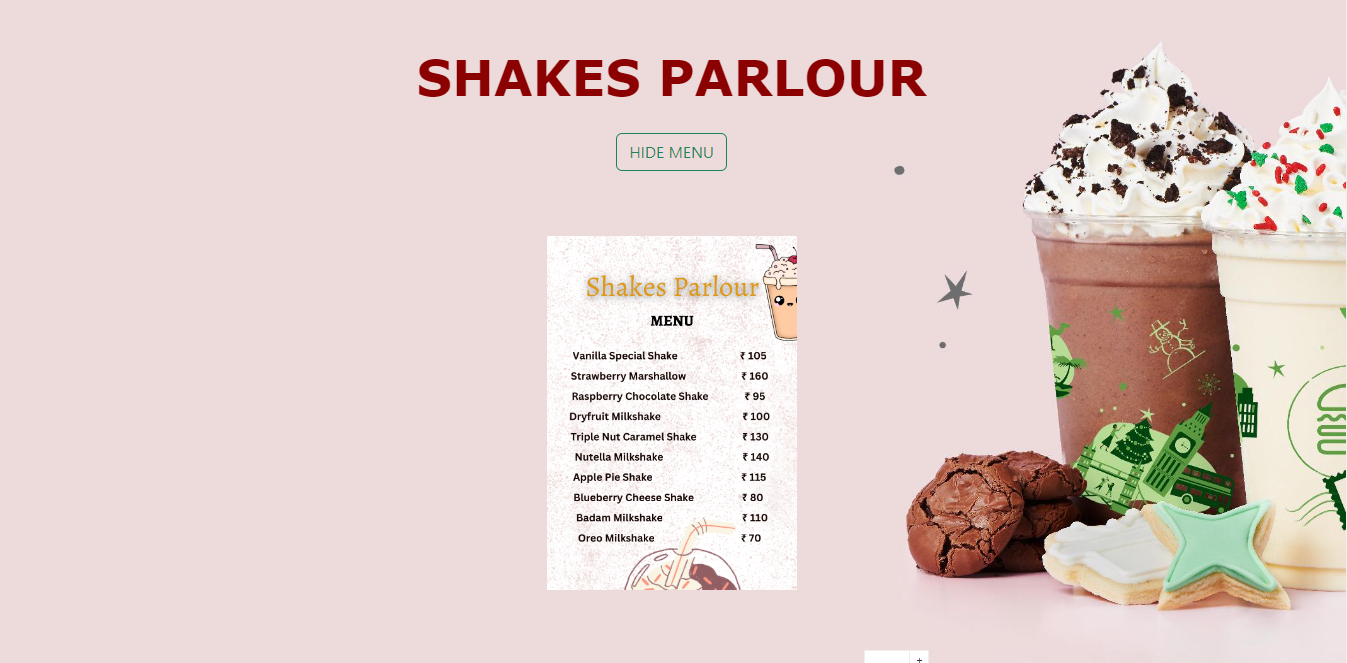 SHAKES PARLOUR
HIDE MENU
Shakes Parlour
MENU
Vanilla Special Shake ₹ 105
Strawberry Marshallow ₹ 160
Raspberry Chocolate Shake ₹ 95
Dryfruit Milkshake ₹ 100
Triple Nut Caramel Shake ₹ 130
Nutella Milkshake ₹ 140
Apple Pie Shake ₹ 115
Blueberry Cheese Shake ₹ 80
Badam Milkshake ₹ 110
Oreo Milkshake ₹ 70
+